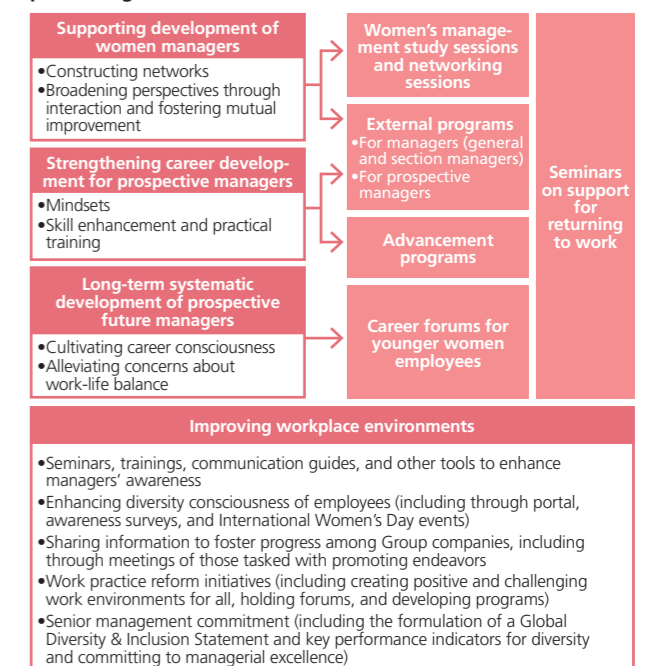 Supporting development of
women managers
•Constructing networks
•Broadening perspectives through
interaction and fostering mutual
improvement
Strengthening career develop-
ment for prospective managers
•Mindsets
•Skill enhancement and practical
training
Long-term systematic
development of prospective
future managers
•Cultivating career consciousness
•Alleviating concerns about
work-life balance
Women’s manage-
ment study sessions
and networking
sessions
External programs
•For managers (general
and section managers)
•For prospective
managers
Advancement
programs
Career forums for
younger women
employees
Seminars
on support
for
returning
to work
Improving workplace environments
•Seminars, trainings, communication guides, and other tools to enhance
managers’ awareness
•Enhancing diversity consciousness of employees (including through portal,
awareness surveys, and International Women’s Day events)
•Sharing information to foster progress among Group companies, including
through meetings of those tasked with promoting endeavors
•Work practice reform initiatives (including creating positive and challenging
work environments for all, holding forums, and developing programs)
•Senior management commitment (including the formulation of a Global
Diversity & Inclusion Statement and key performance indicators for diversity
and committing to managerial excellence)